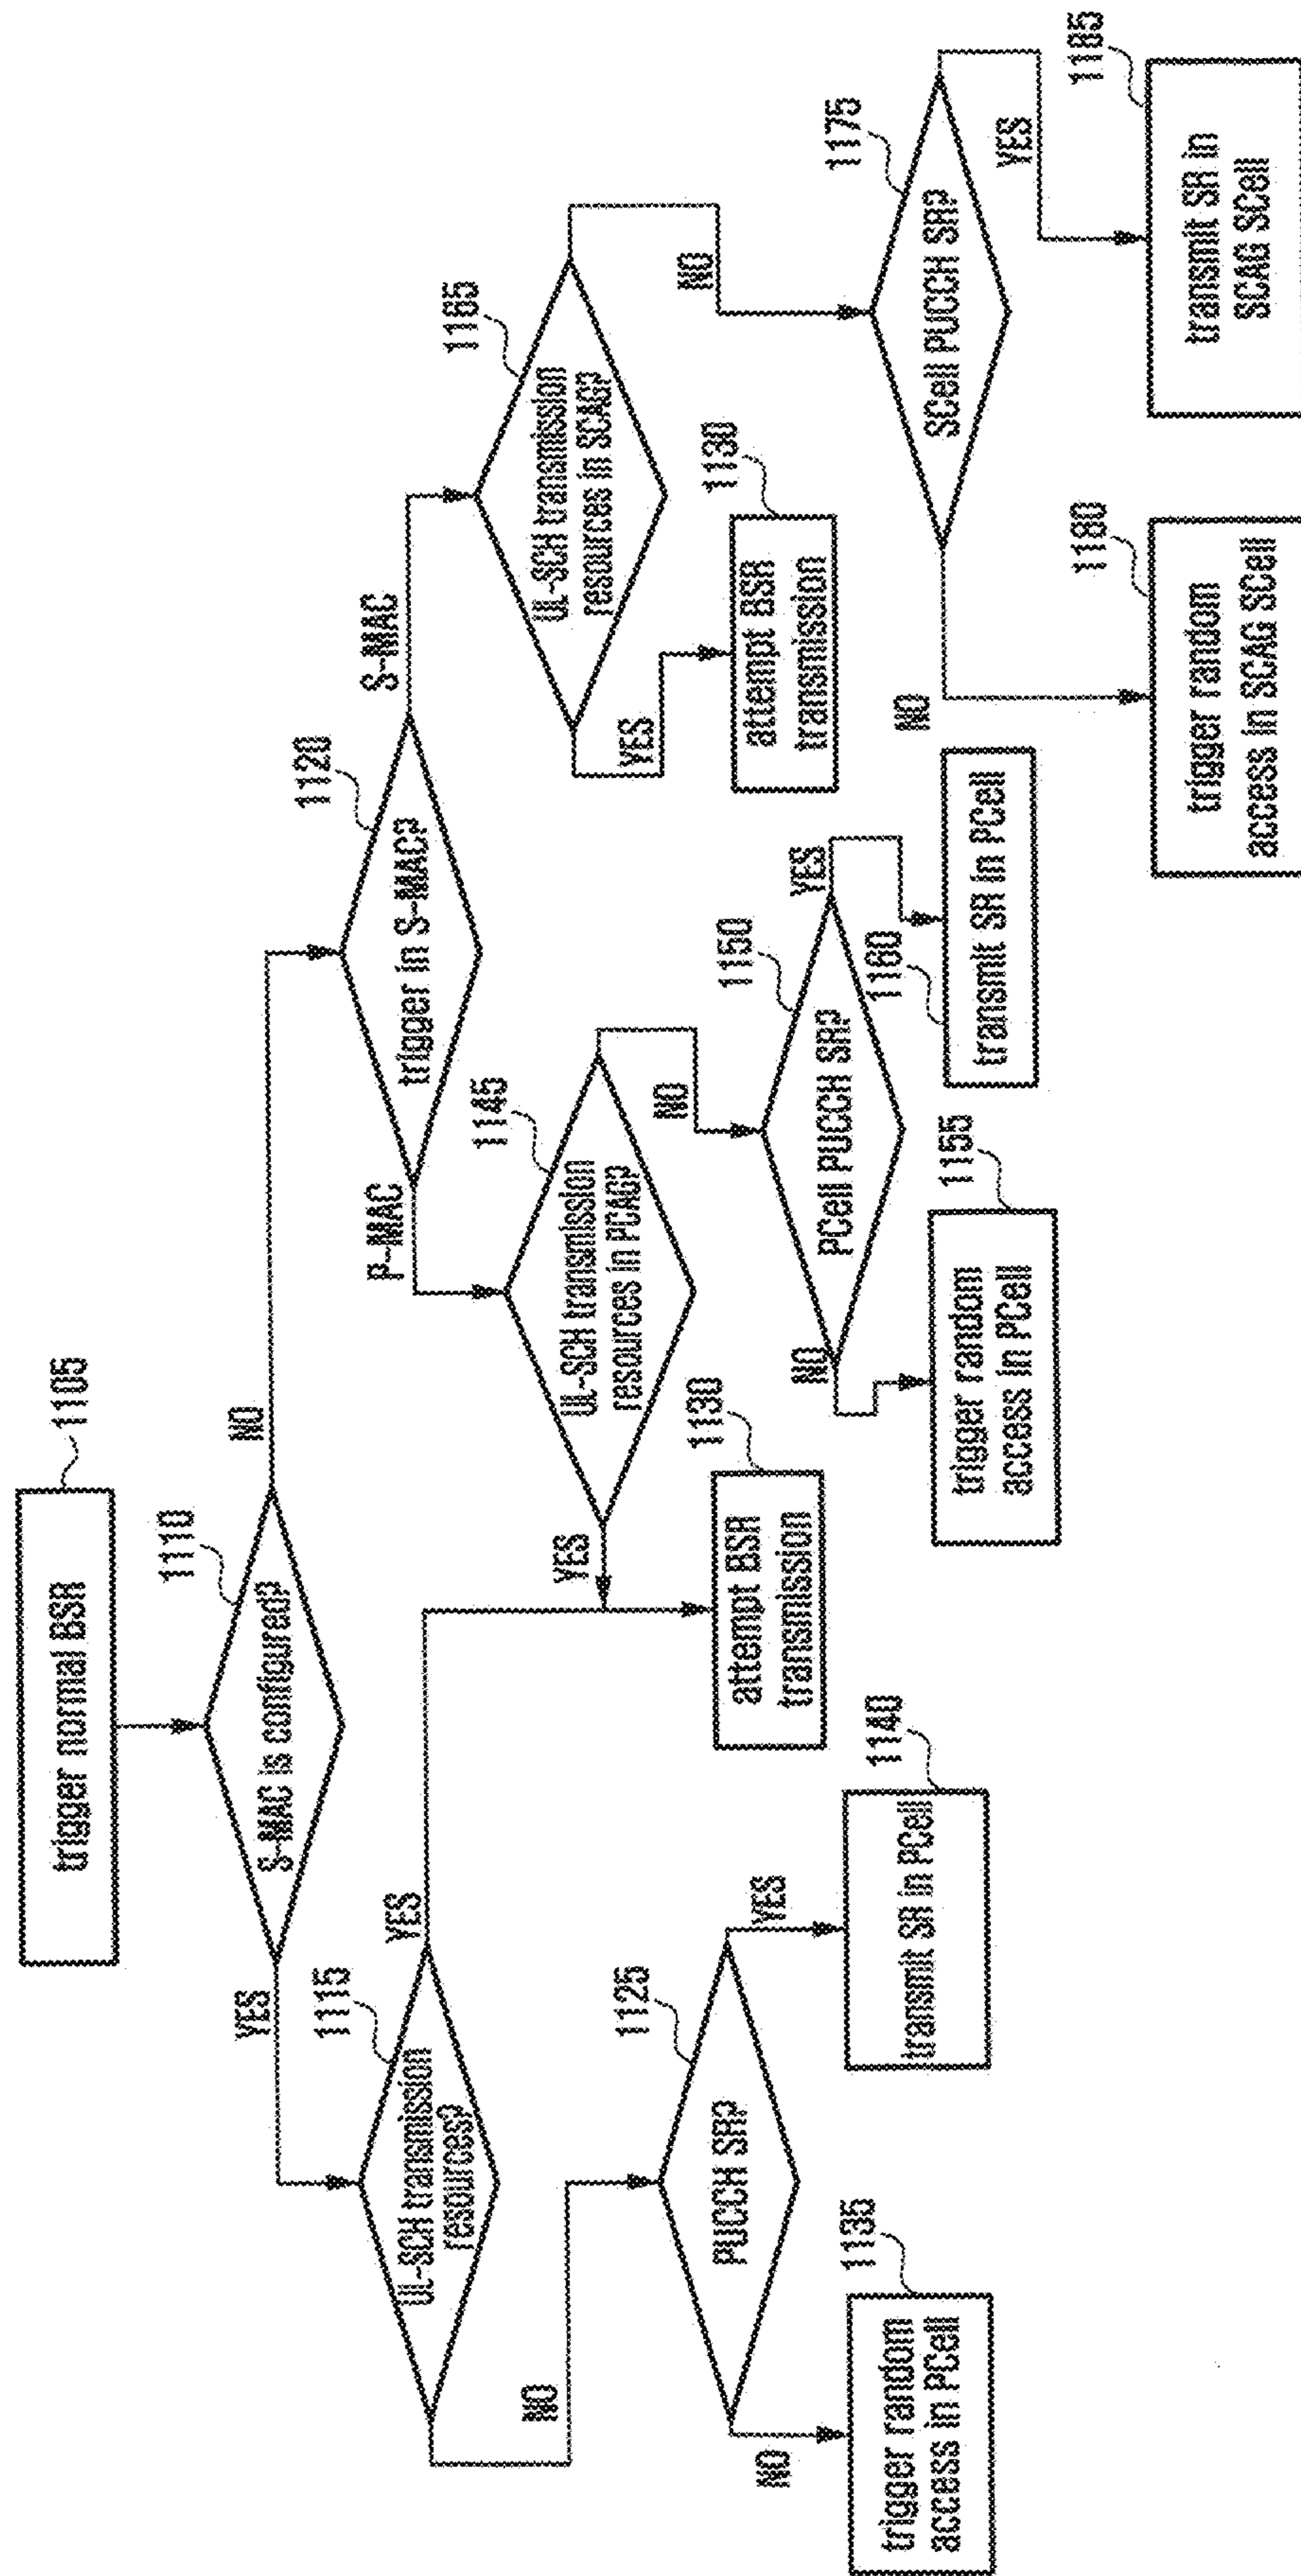 trigger normal BSR
1105
S-MAC is configured?
1110
YES
NO
UL-SCH transmission
resources?
1115
YES
NO
trigger in S-MAC?
1120
P-MAC
S-MAC
PUCCH SR?
1125
NO
YES
trigger random
access in PCell
1135
transmit SR in PCell
1140
attempt BSR
transmission
1130
UL-SCH transmission
resources in PCAG?
1145
YES
NO
PCell PUCCH SR?
1150
NO
YES
trigger random
access in PCell
1155
transmit SR in PCell
1160
UL-SCH transmission
resources in SCAG?
1165
YES
NO
attempt BSR
transmission
1130
SCell PUCCH SR?
1175
NO
YES
trigger random
access in SCAG SCell
1180
transmit SR in
SCAG SCell
1185